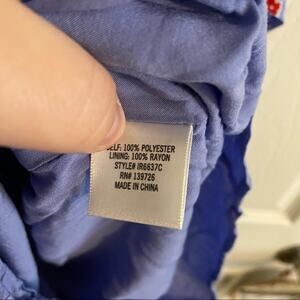 SELF: 100% POLYESTER
LINING: 100% RAYON
STYLE# IR6637C
RN# 139726
MADE IN CHINA